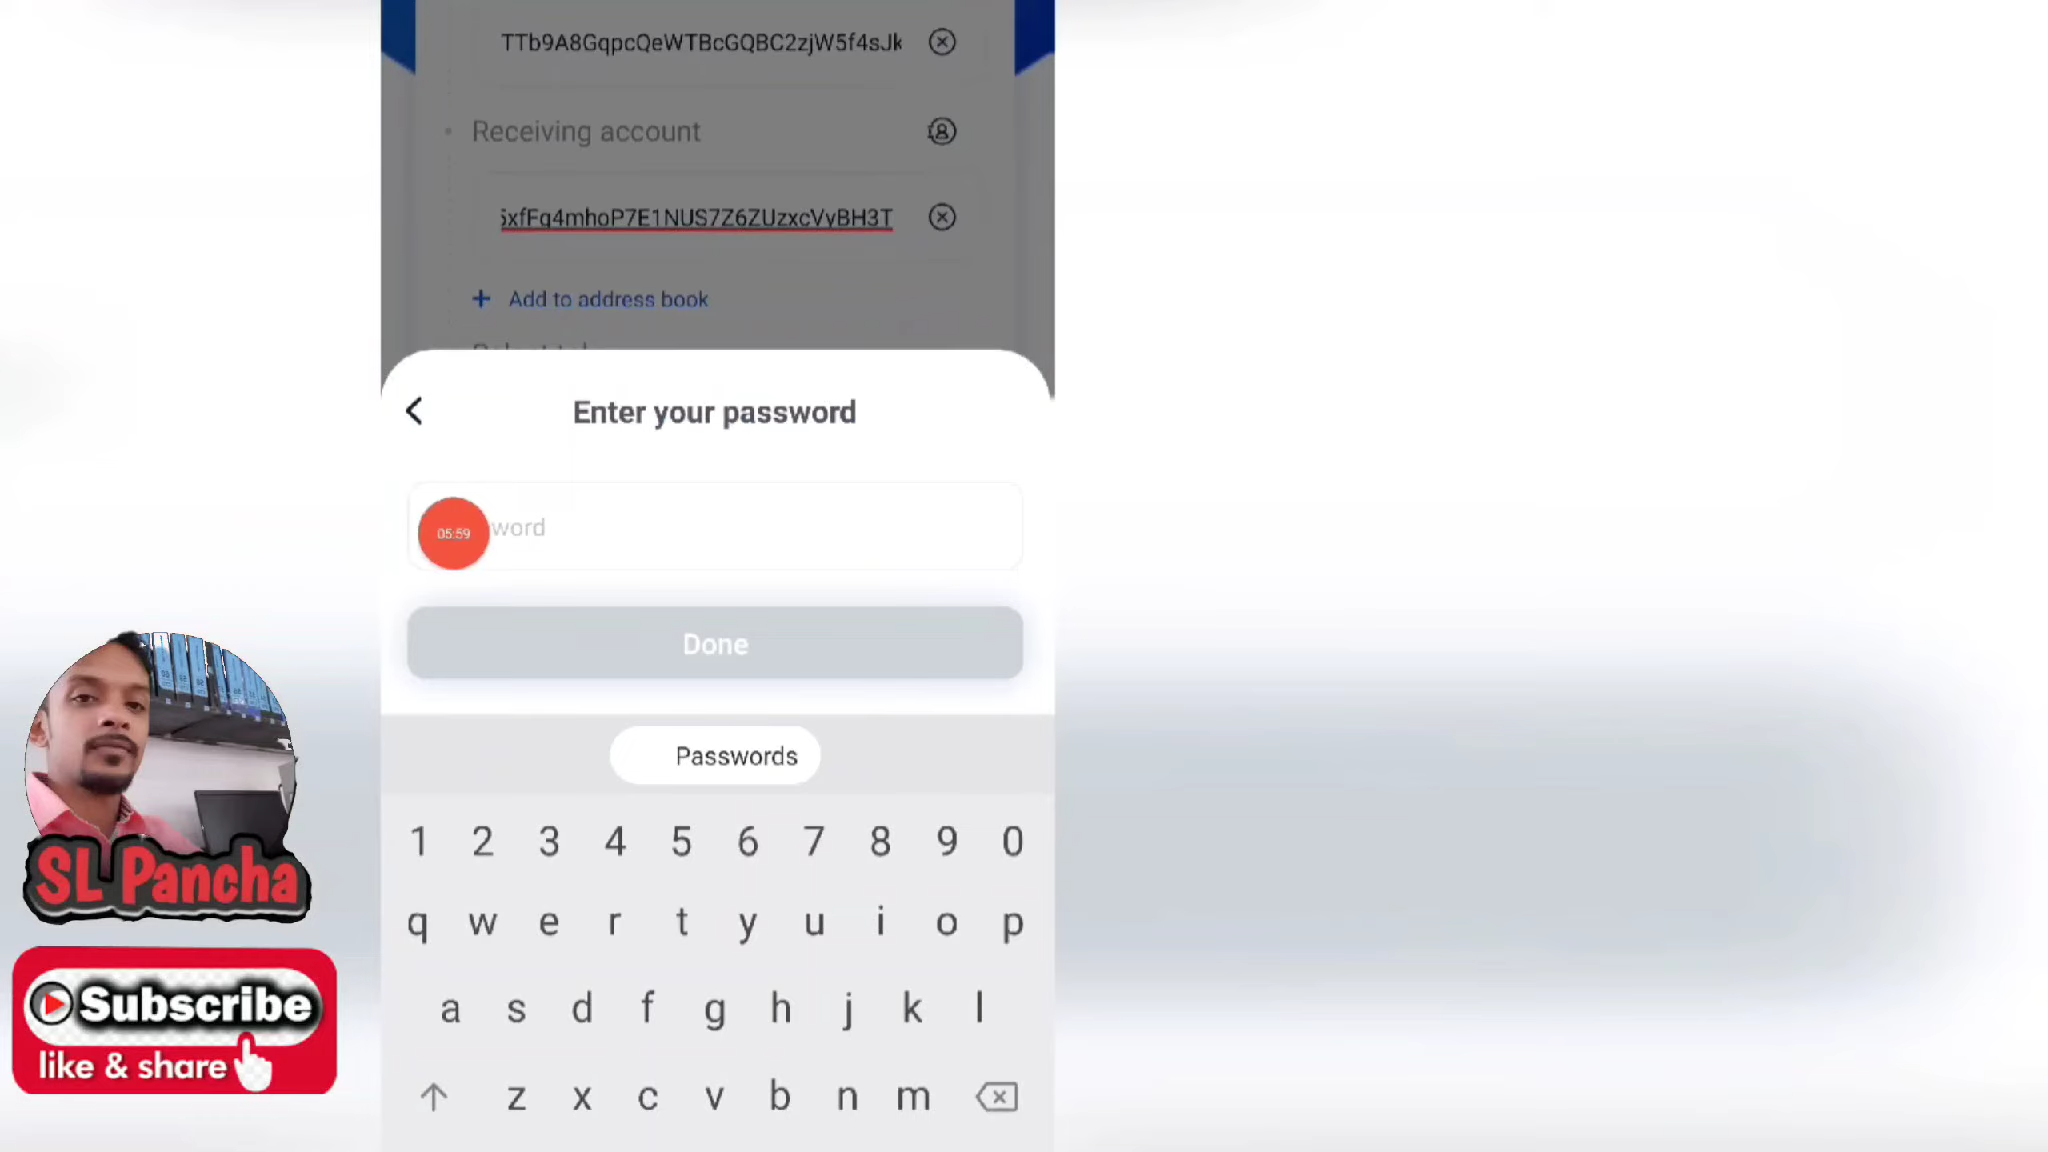 TTb9A8GqpcQeWTBcGQBC2zjW5f4sJk
Receiving account
5xfFq4mhoP7E1NUS7Z6ZUzxcVyBH3T
+ Add to address book
Enter your password
05:59 word
Done
Passwords
1 2 3 4 5 6 7 8 9 0
q w e r t y u i o p
a s d f g h j k l
z x c v b n m
SL Pancha
Subscribe
like & share